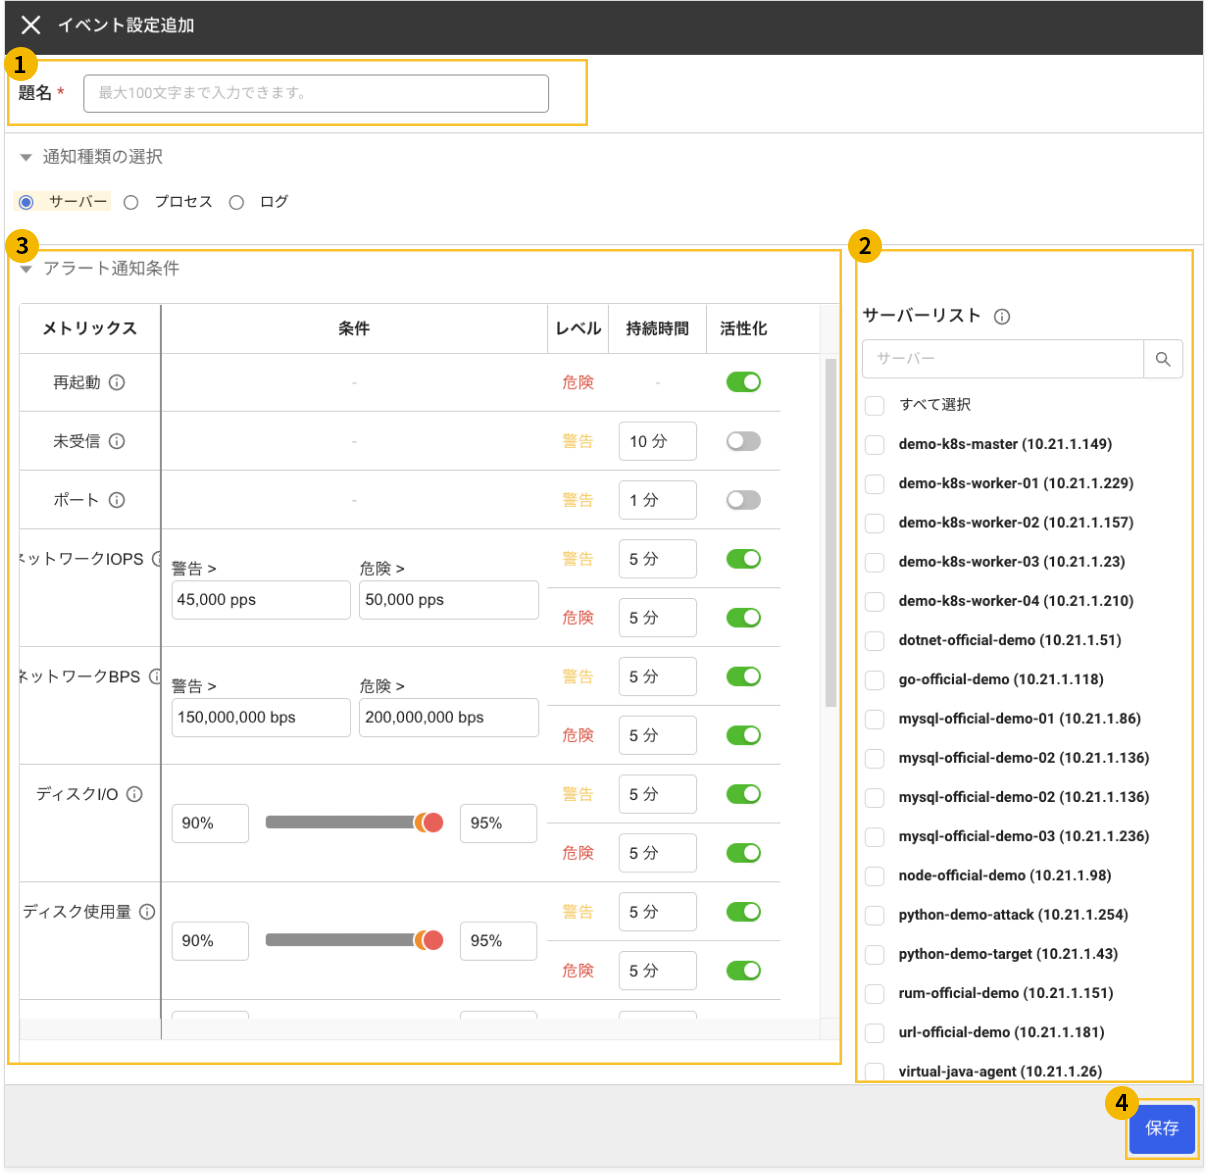 イベント設定追加
1
題名 *
最大100文字まで入力できます。
通知種類の選択
サーバー プロセス ログ
3
アラート通知条件
メトリックス 条件 レベル 持続時間 活性化
再起動 - 危険 -
未受信 - 警告 10 分
ポート - 警告 1 分
ネットワークIOPS 警告 > 危険 > 警告 5 分
45,000 pps 50,000 pps
危険 5 分
ネットワークBPS 警告 > 危険 > 警告 5 分
150,000,000 bps 200,000,000 bps
危険 5 分
ディスクI/O 警告 5 分
90% 95%
危険 5 分
ディスク使用量 警告 5 分
90% 95%
危険 5 分
2
サーバーリスト
サーバー
すべて選択
demo-k8s-master (10.21.1.149)
demo-k8s-worker-01 (10.21.1.229)
demo-k8s-worker-02 (10.21.1.157)
demo-k8s-worker-03 (10.21.1.23)
demo-k8s-worker-04 (10.21.1.210)
dotnet-official-demo (10.21.1.51)
go-official-demo (10.21.1.118)
mysql-official-demo-01 (10.21.1.86)
mysql-official-demo-02 (10.21.1.136)
mysql-official-demo-02 (10.21.1.136)
mysql-official-demo-03 (10.21.1.236)
node-official-demo (10.21.1.98)
python-demo-attack (10.21.1.254)
python-demo-target (10.21.1.43)
rum-official-demo (10.21.1.151)
url-official-demo (10.21.1.181)
virtual-java-agent (10.21.1.26)
4
保存